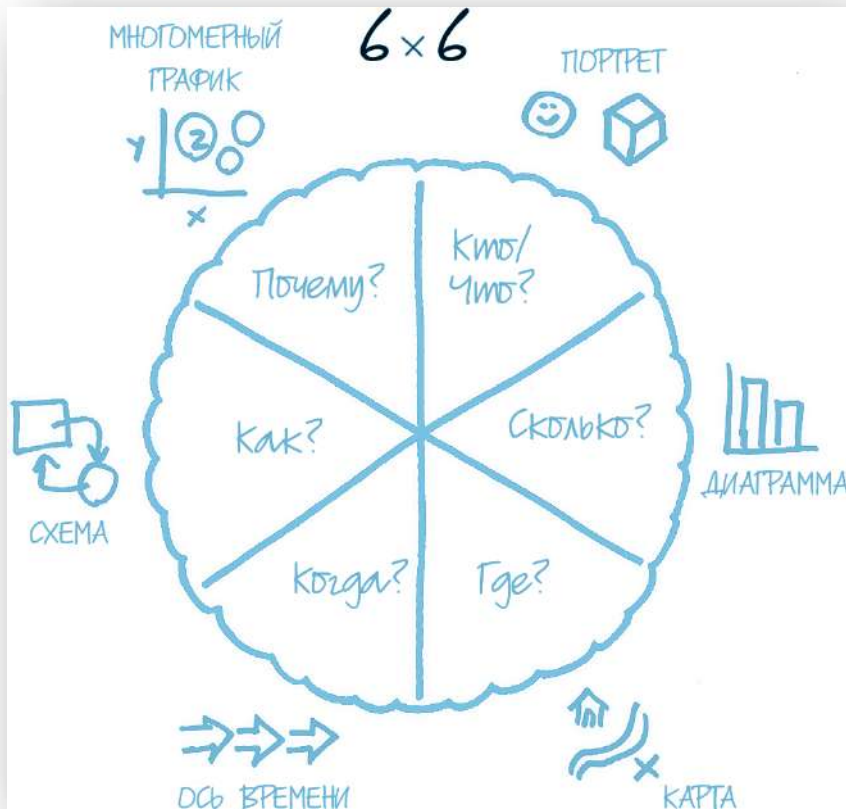 6 × 6
МНОГОМЕРНЫЙ
ГРАФИК
y
2
x
ПОРТРЕТ
Кто/
Что?
Сколько?
ДИАГРАММА
Где?
КАРТА
Когда?
ОСЬ ВРЕМЕНИ
Как?
СХЕМА
Почему?